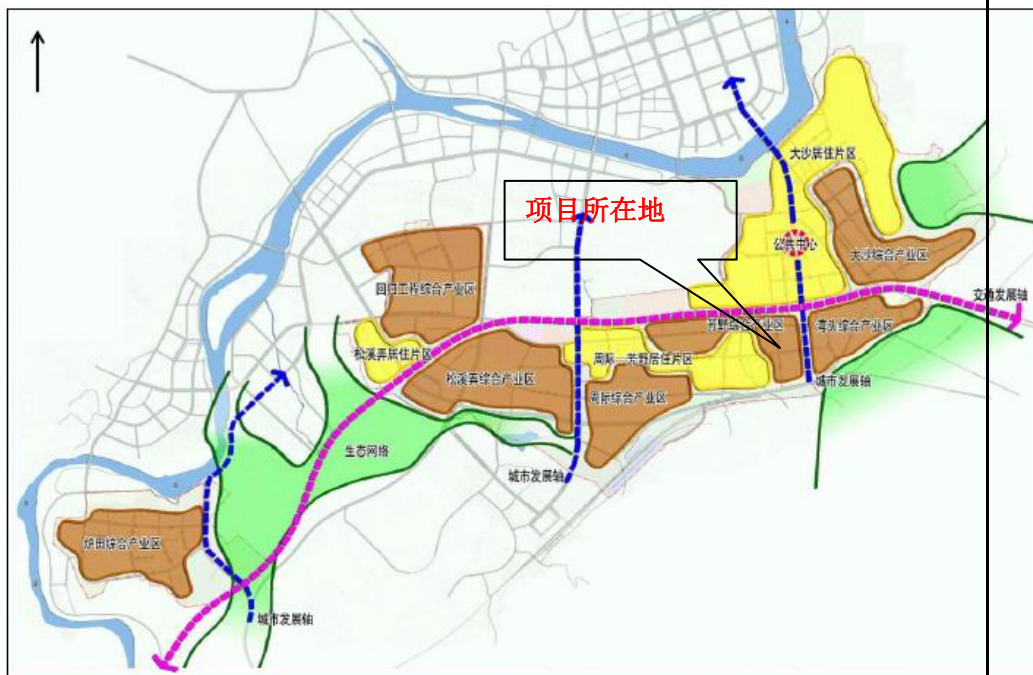 大沙居住片区
项目所在地
公共中心
大沙综合产业区
回归工程综合产业区
交通发展轴
芳野综合产业区
湾头综合产业区
松溪弄居住片区
周际—芳野居住片区
松溪弄综合产业区
城市发展轴
周际综合产业区
生态网络
城市发展轴
炉田综合产业区
城市发展轴